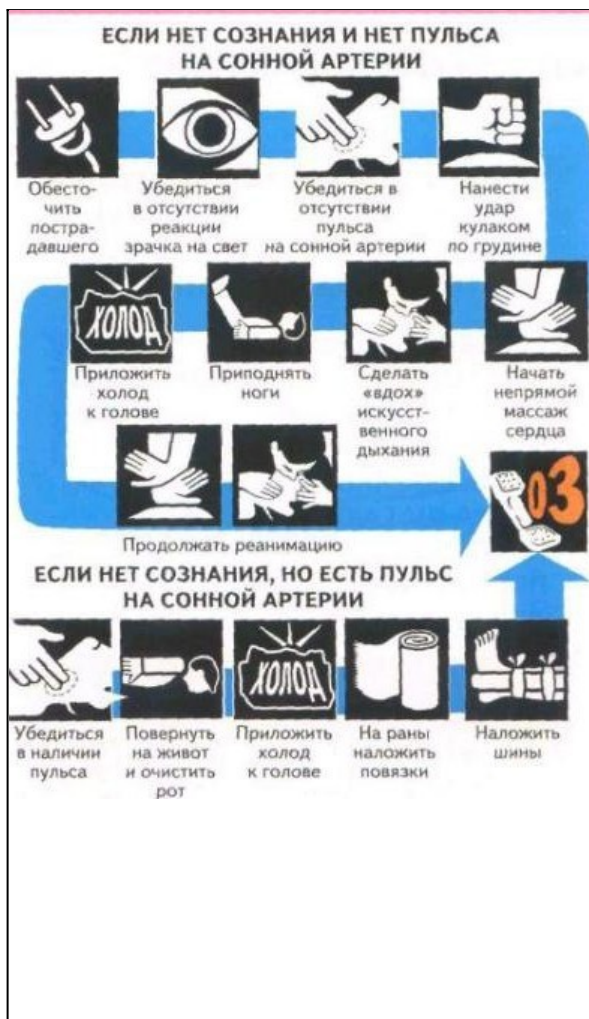 ЕСЛИ НЕТ СОЗНАНИЯ И НЕТ ПУЛЬСА
НА СОННОЙ АРТЕРИИ
Обесто-
чить
постра-
давшего
Убедиться
в отсутствии
реакции
зрачка на свет
Убедиться в
отсутствии
пульса
на сонной артерии
Нанести
удар
кулаком
по грудине
ХОЛОД
Приложить
холод
к голове
Приподнять
ноги
Сделать
«вдох»
искусст-
венного
дыхания
Начать
непрямой
массаж
сердца
03
Продолжать реанимацию
ЕСЛИ НЕТ СОЗНАНИЯ, НО ЕСТЬ ПУЛЬС
НА СОННОЙ АРТЕРИИ
Убедиться
в наличии
пульса
Повернуть
на живот
и очистить
рот
ХОЛОД
Приложить
холод
к голове
На раны
наложить
повязки
Наложить
шины